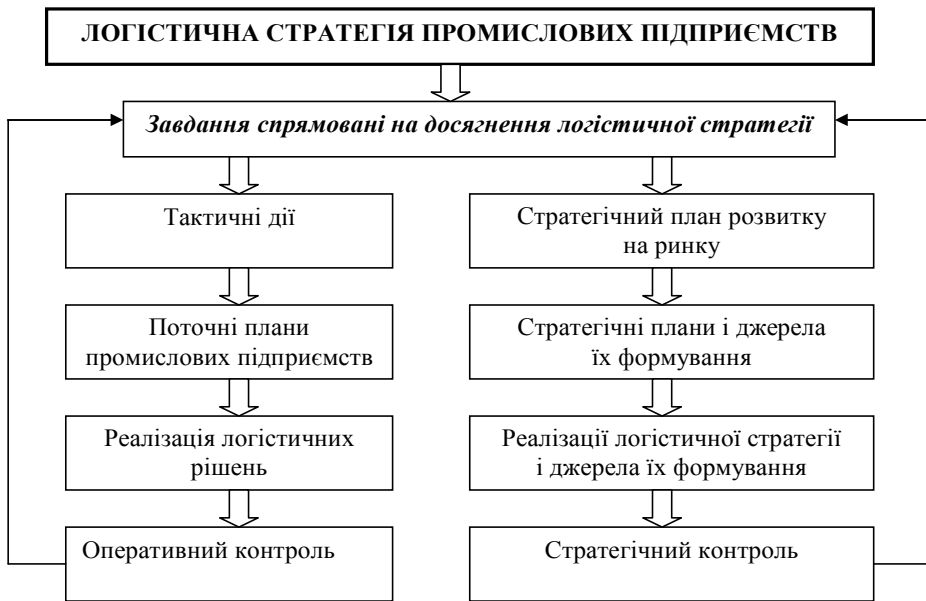 ЛОГІСТИЧНА СТРАТЕГІЯ ПРОМИСЛОВИХ ПІДПРИЄМСТВ
Завдання спрямовані на досягнення логістичної стратегії
Тактичні дії
Стратегічний план розвитку
на ринку
Поточні плани
промислових підприємств
Стратегічні плани і джерела
їх формування
Реалізація логістичних
рішень
Реалізації логістичної стратегії
і джерела їх формування
Оперативний контроль
Стратегічний контроль